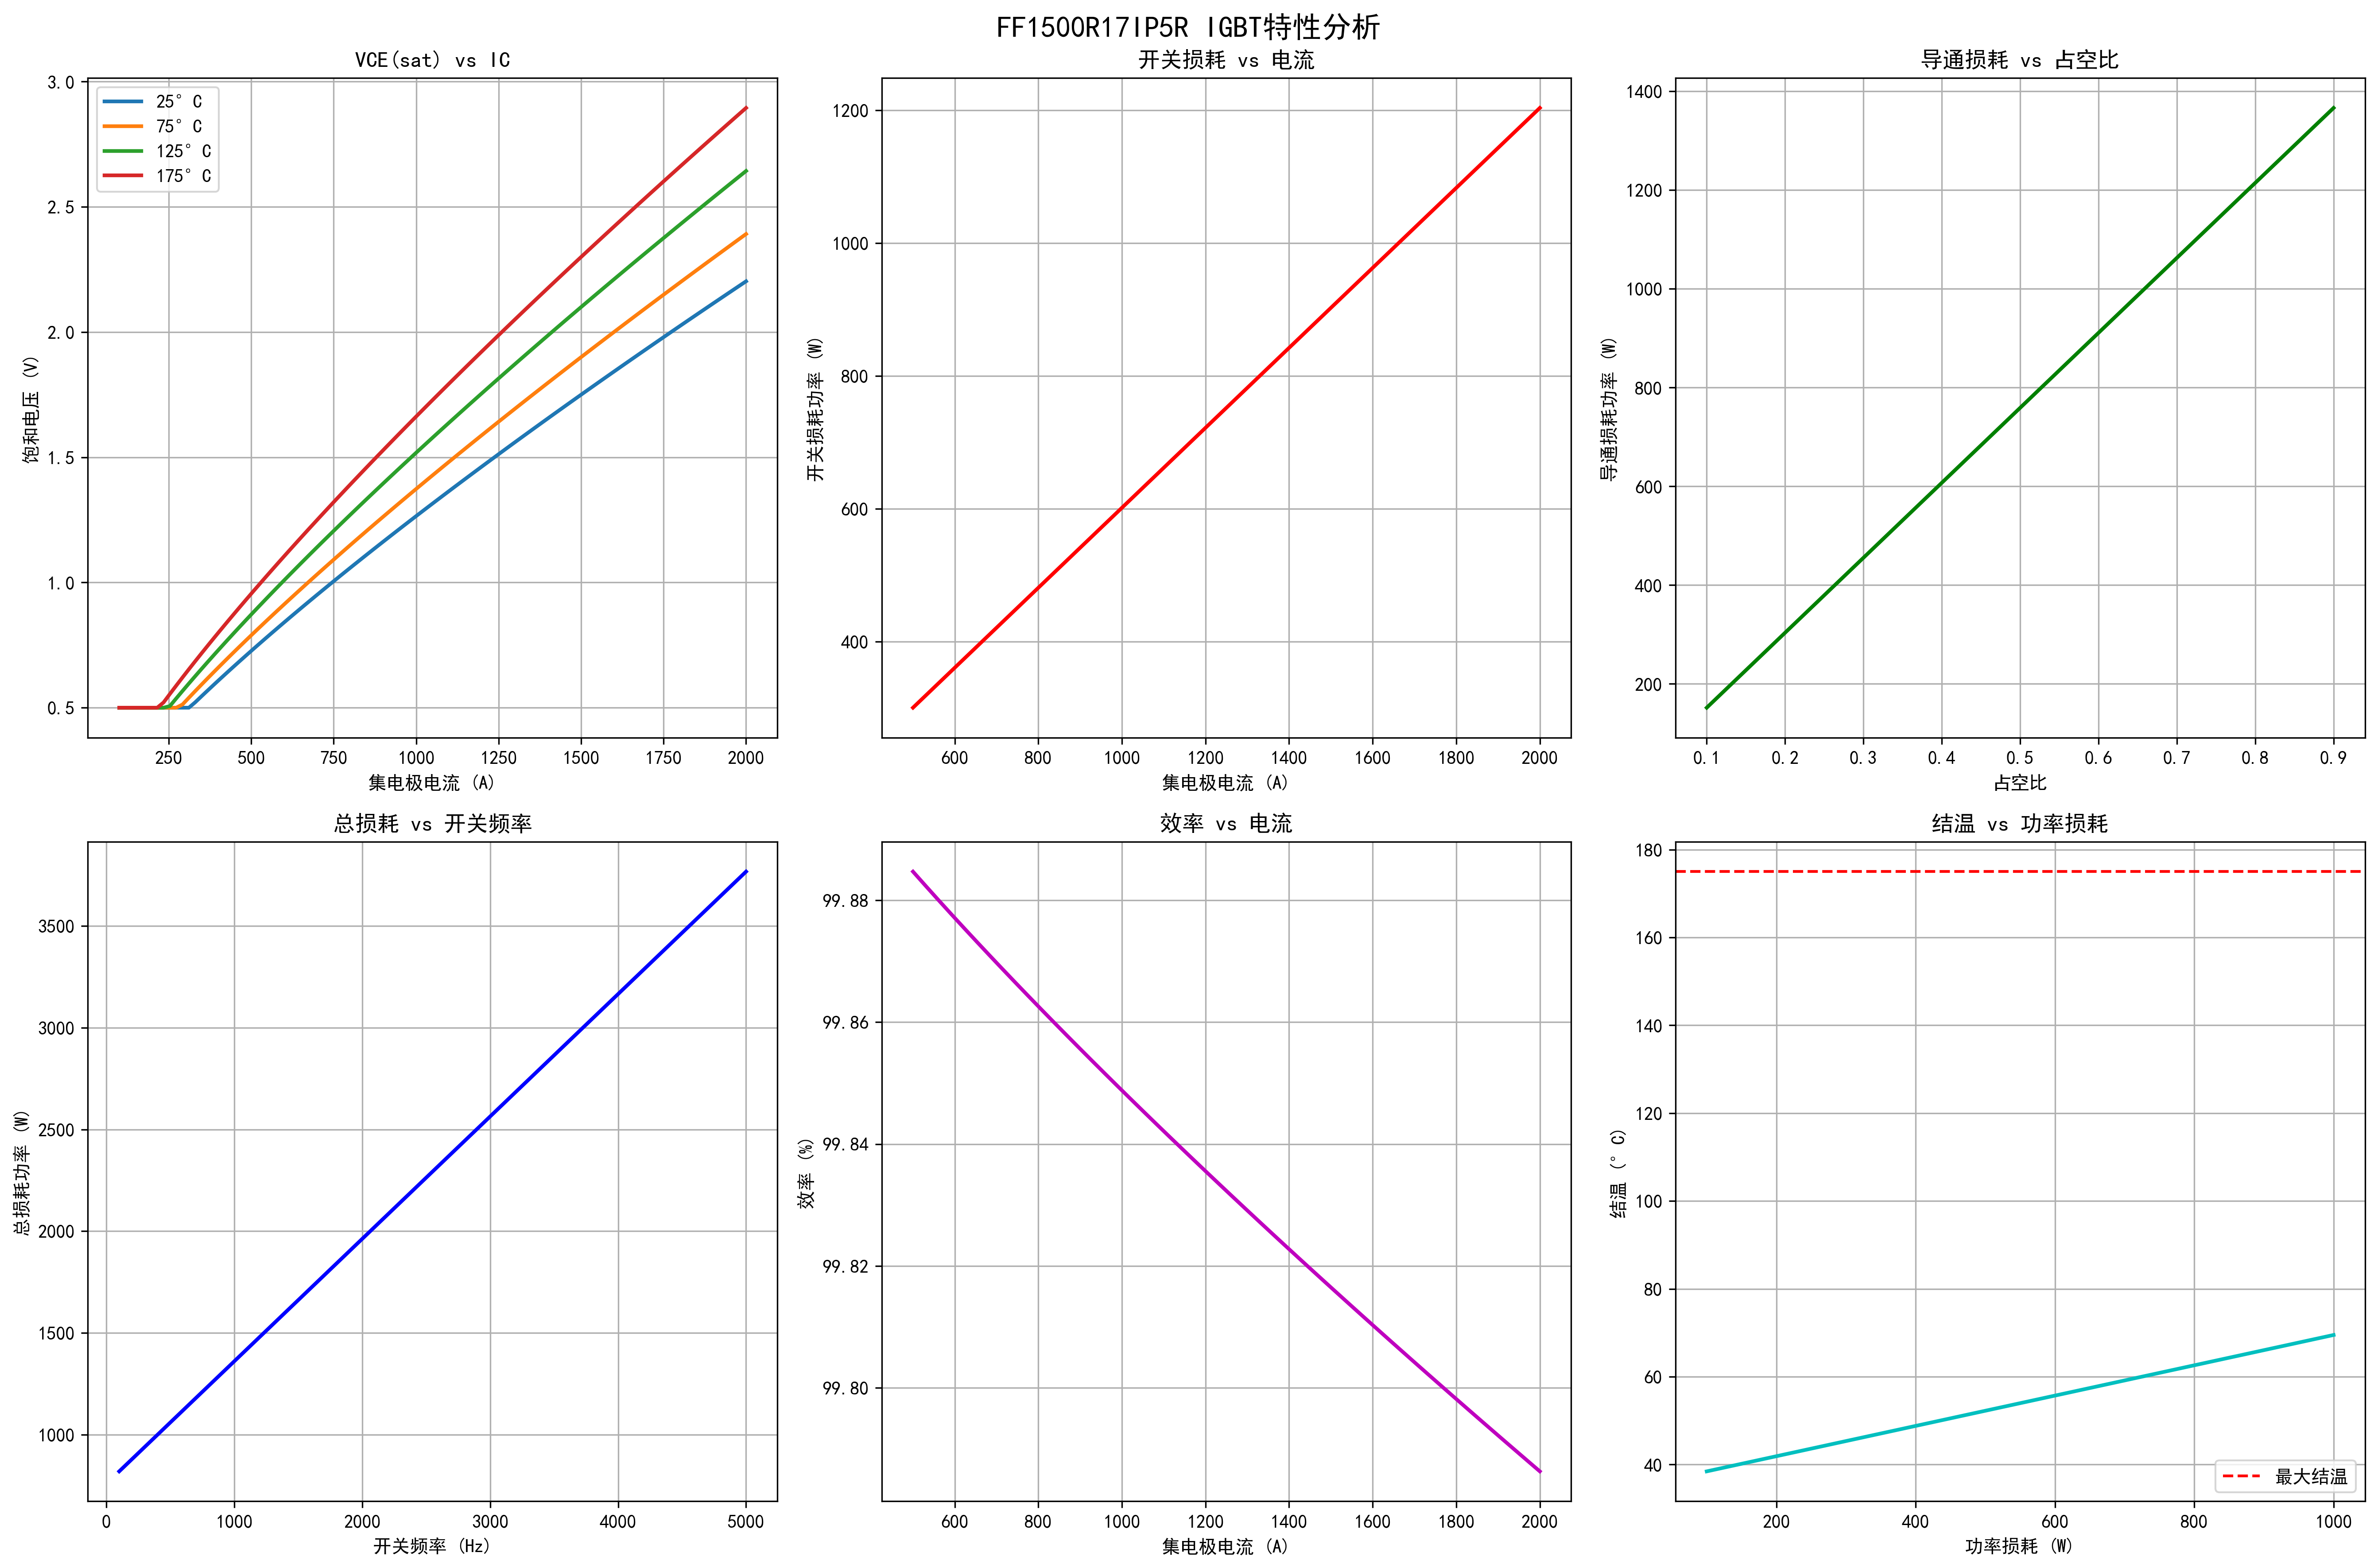 FF1500R17IP5R IGBT特性分析
VCE(sat) vs IC
3.0
2.5
2.0
1.5
1.0
0.5
饱和电压 (V)
25°C
75°C
125°C
175°C
250 500 750 1000 1250 1500 1750 2000
集电极电流 (A)
开关损耗 vs 电流
1200
1000
800
600
400
开关损耗功率 (W)
600 800 1000 1200 1400 1600 1800 2000
集电极电流 (A)
导通损耗 vs 占空比
1400
1200
1000
800
600
400
200
导通损耗功率 (W)
0.1 0.2 0.3 0.4 0.5 0.6 0.7 0.8 0.9
占空比
总损耗 vs 开关频率
3500
3000
2500
2000
1500
1000
总损耗功率 (W)
0 1000 2000 3000 4000 5000
开关频率 (Hz)
效率 vs 电流
99.88
99.86
99.84
99.82
99.80
效率 (%)
600 800 1000 1200 1400 1600 1800 2000
集电极电流 (A)
结温 vs 功率损耗
180
160
140
120
100
80
60
40
结温 (°C)
最大结温
200 400 600 800 1000
功率损耗 (W)